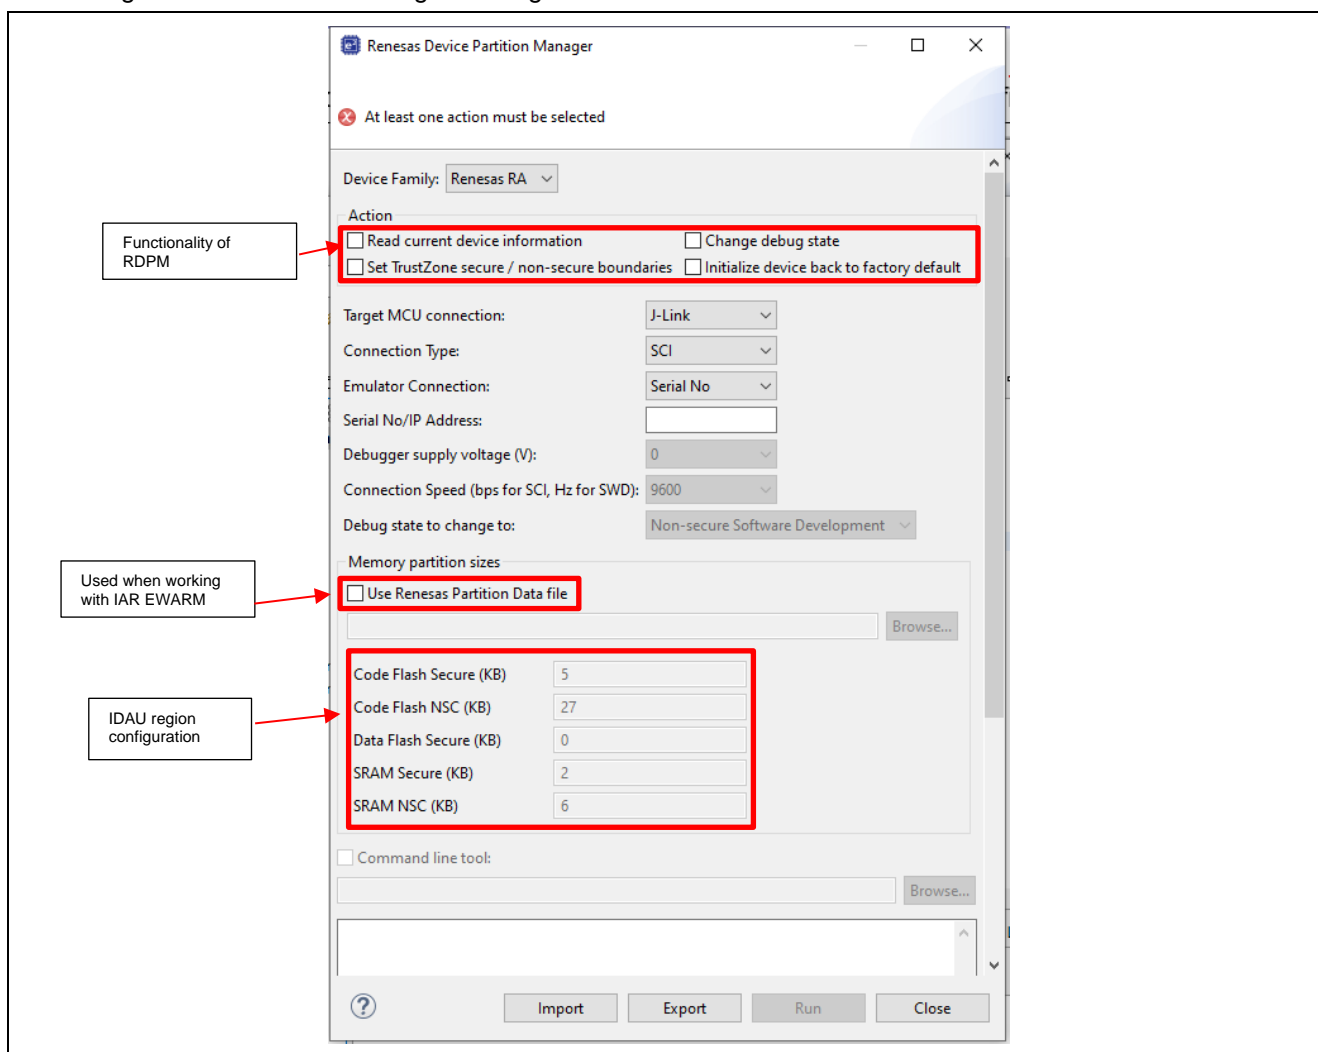 Renesas Device Partition Manager
At least one action must be selected
Device Family: Renesas RA
Action
Functionality of
RDPM
Read current device information
Change debug state
Set TrustZone secure / non-secure boundaries
Initialize device back to factory default
Target MCU connection: J-Link
Connection Type: SCI
Emulator Connection: Serial No
Serial No/IP Address:
Debugger supply voltage (V): 0
Connection Speed (bps for SCI, Hz for SWD): 9600
Debug state to change to: Non-secure Software Development
Memory partition sizes
Used when working
with IAR EWARM
Use Renesas Partition Data file
Browse...
Code Flash Secure (KB) 5
Code Flash NSC (KB) 27
IDAU region
configuration
Data Flash Secure (KB) 0
SRAM Secure (KB) 2
SRAM NSC (KB) 6
Command line tool:
Browse...
Import
Export
Run
Close